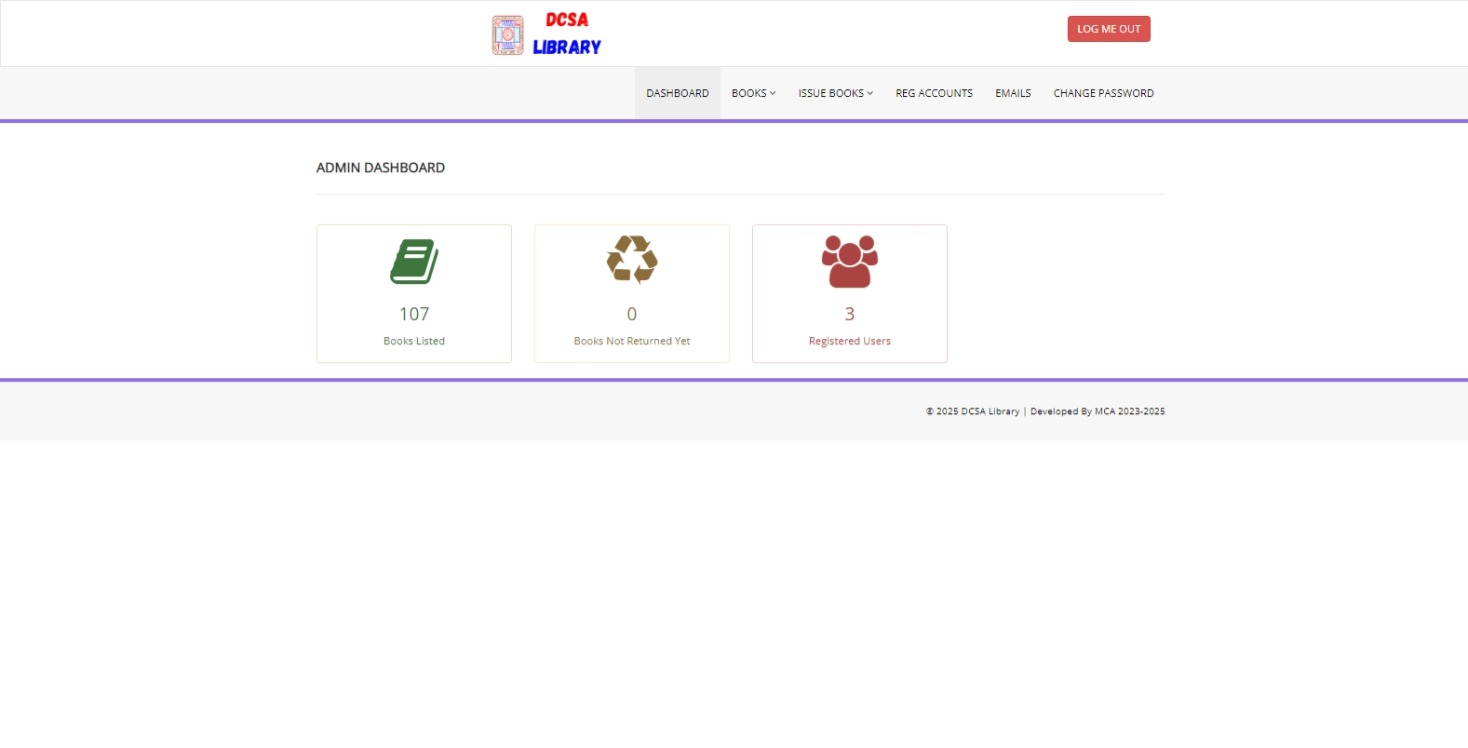 DCSA
LIBRARY
LOG ME OUT
DASHBOARD BOOKS ISSUE BOOKS REG ACCOUNTS EMAILS CHANGE PASSWORD
ADMIN DASHBOARD
107
Books Listed
0
Books Not Returned Yet
3
Registered Users
© 2025 DCSA Library | Developed By MCA 2023-2025